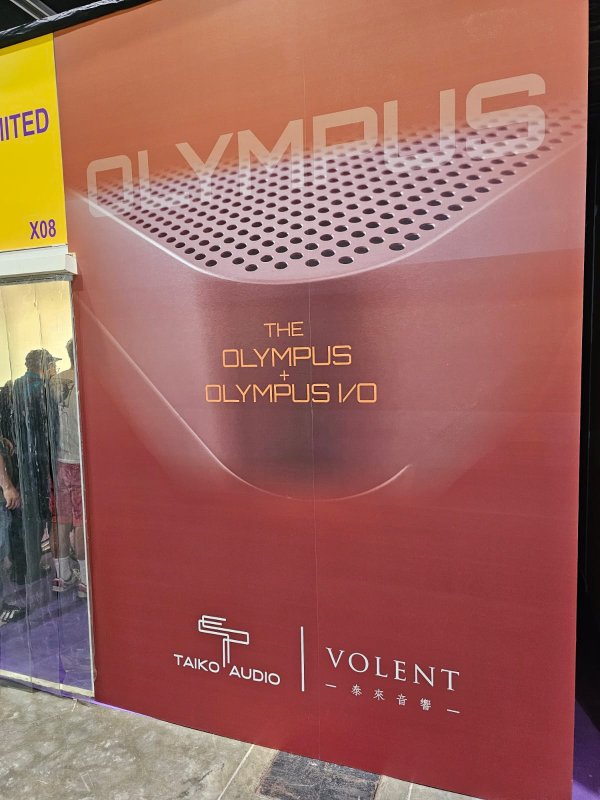 MITED
X08
OLYMPUS
THE
OLYMPUS
+
OLYMPUS I/O
TAIKO AUDIO
VOLENT
— 泰來音響 —